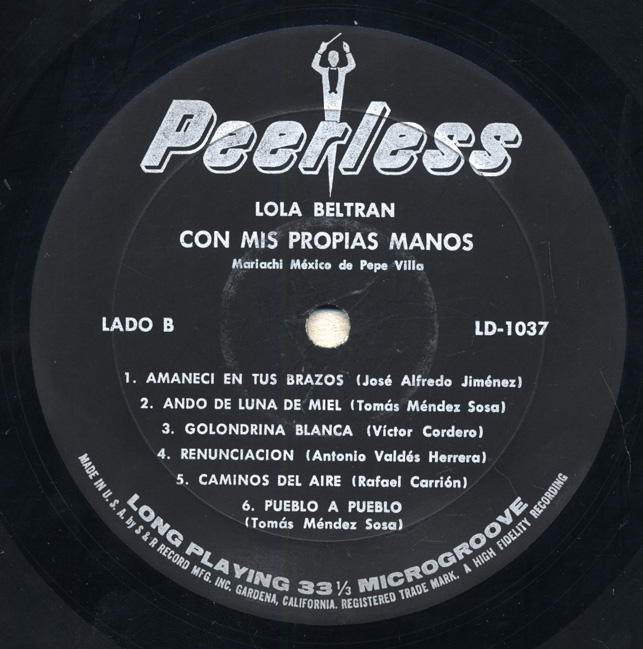 Peerless
LOLA BELTRAN
CON MIS PROPIAS MANOS
Mariachi México de Pepe Villa
LADO B
LD-1037
1. AMANECI EN TUS BRAZOS (José Alfredo Jiménez)
2. ANDO DE LUNA DE MIEL (Tomás Méndez Sosa)
3. GOLONDRINA BLANCA (Víctor Cordero)
4. RENUNCIACION (Antonio Valdés Herrera)
5. CAMINOS DEL AIRE (Rafael Carrión)
6. PUEBLO A PUEBLO
(Tomás Méndez Sosa)
LONG PLAYING 33 1/3 MICROGROOVE
MADE IN U. S. A. by S & R RECORD MFG. INC. GARDENA, CALIFORNIA. REGISTERED TRADE MARK. A HIGH FIDELITY RECORDING